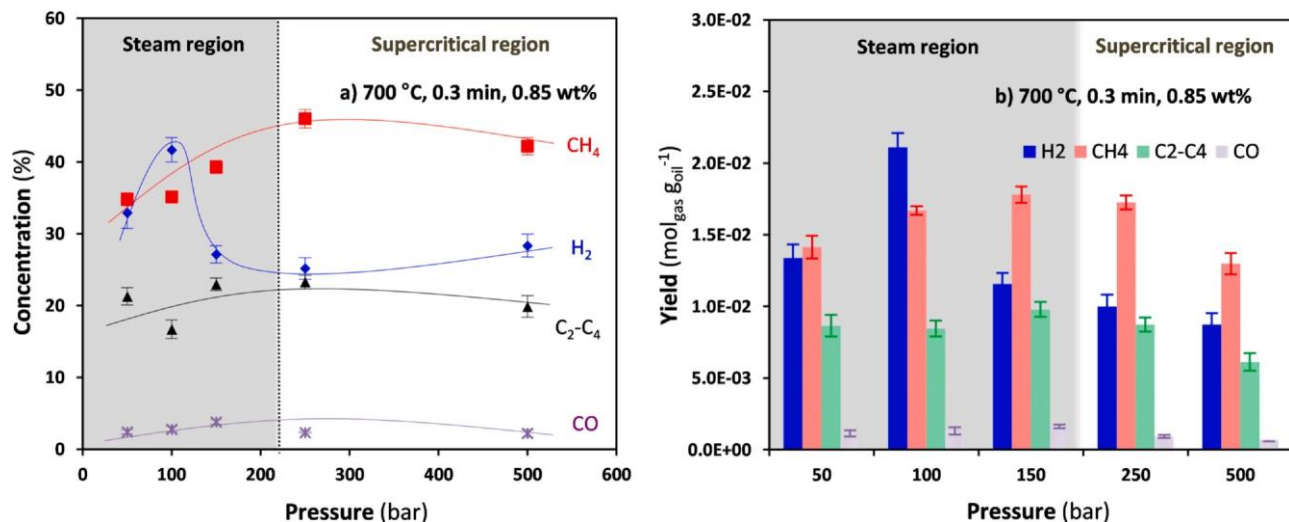 60
50
40
30
20
10
0
Concentration (%)
Steam region
Supercritical region
a) 700 °C, 0.3 min, 0.85 wt%
CH4
H2
C2-C4
CO
0 100 200 300 400 500 600
Pressure (bar)
3.0E-02
2.5E-02
2.0E-02
1.5E-02
1.0E-02
5.0E-03
0.0E+00
Yield (molgas goil-1)
Steam region
Supercritical region
b) 700 °C, 0.3 min, 0.85 wt%
H2 CH4 C2-C4 CO
50 100 150 250 500
Pressure (bar)